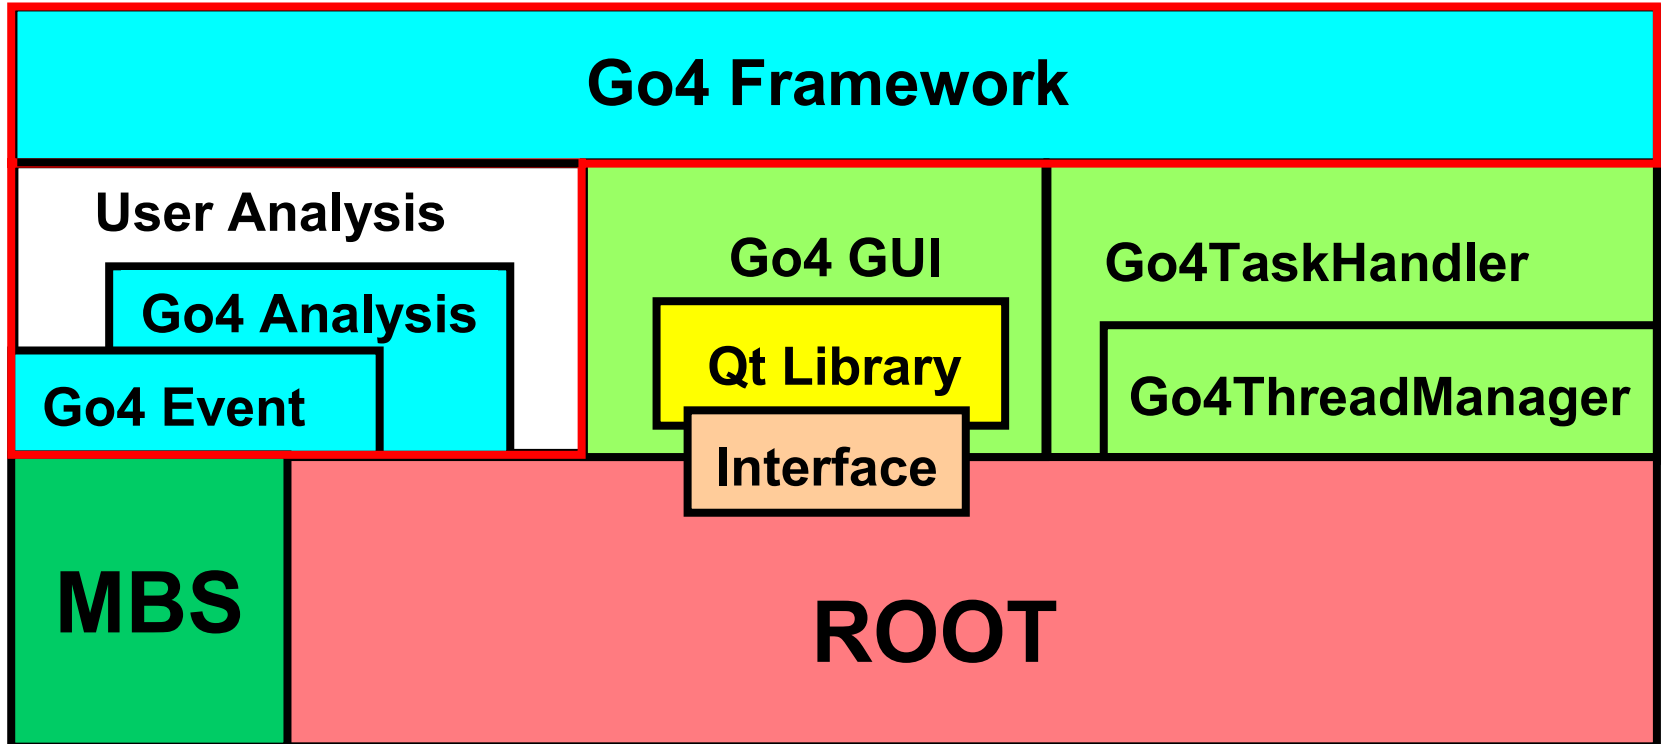 Go4 Framework
User Analysis
Go4 Analysis
Go4 Event
Go4 GUI
Qt Library
Interface
Go4TaskHandler
Go4ThreadManager
MBS
ROOT